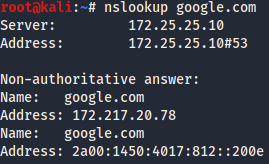 root@kali:~# nslookup google.com
Server:         172.25.25.10
Address:        172.25.25.10#53

Non-authoritative answer:
Name:   google.com
Address: 172.217.20.78
Name:   google.com
Address: 2a00:1450:4017:812::200e